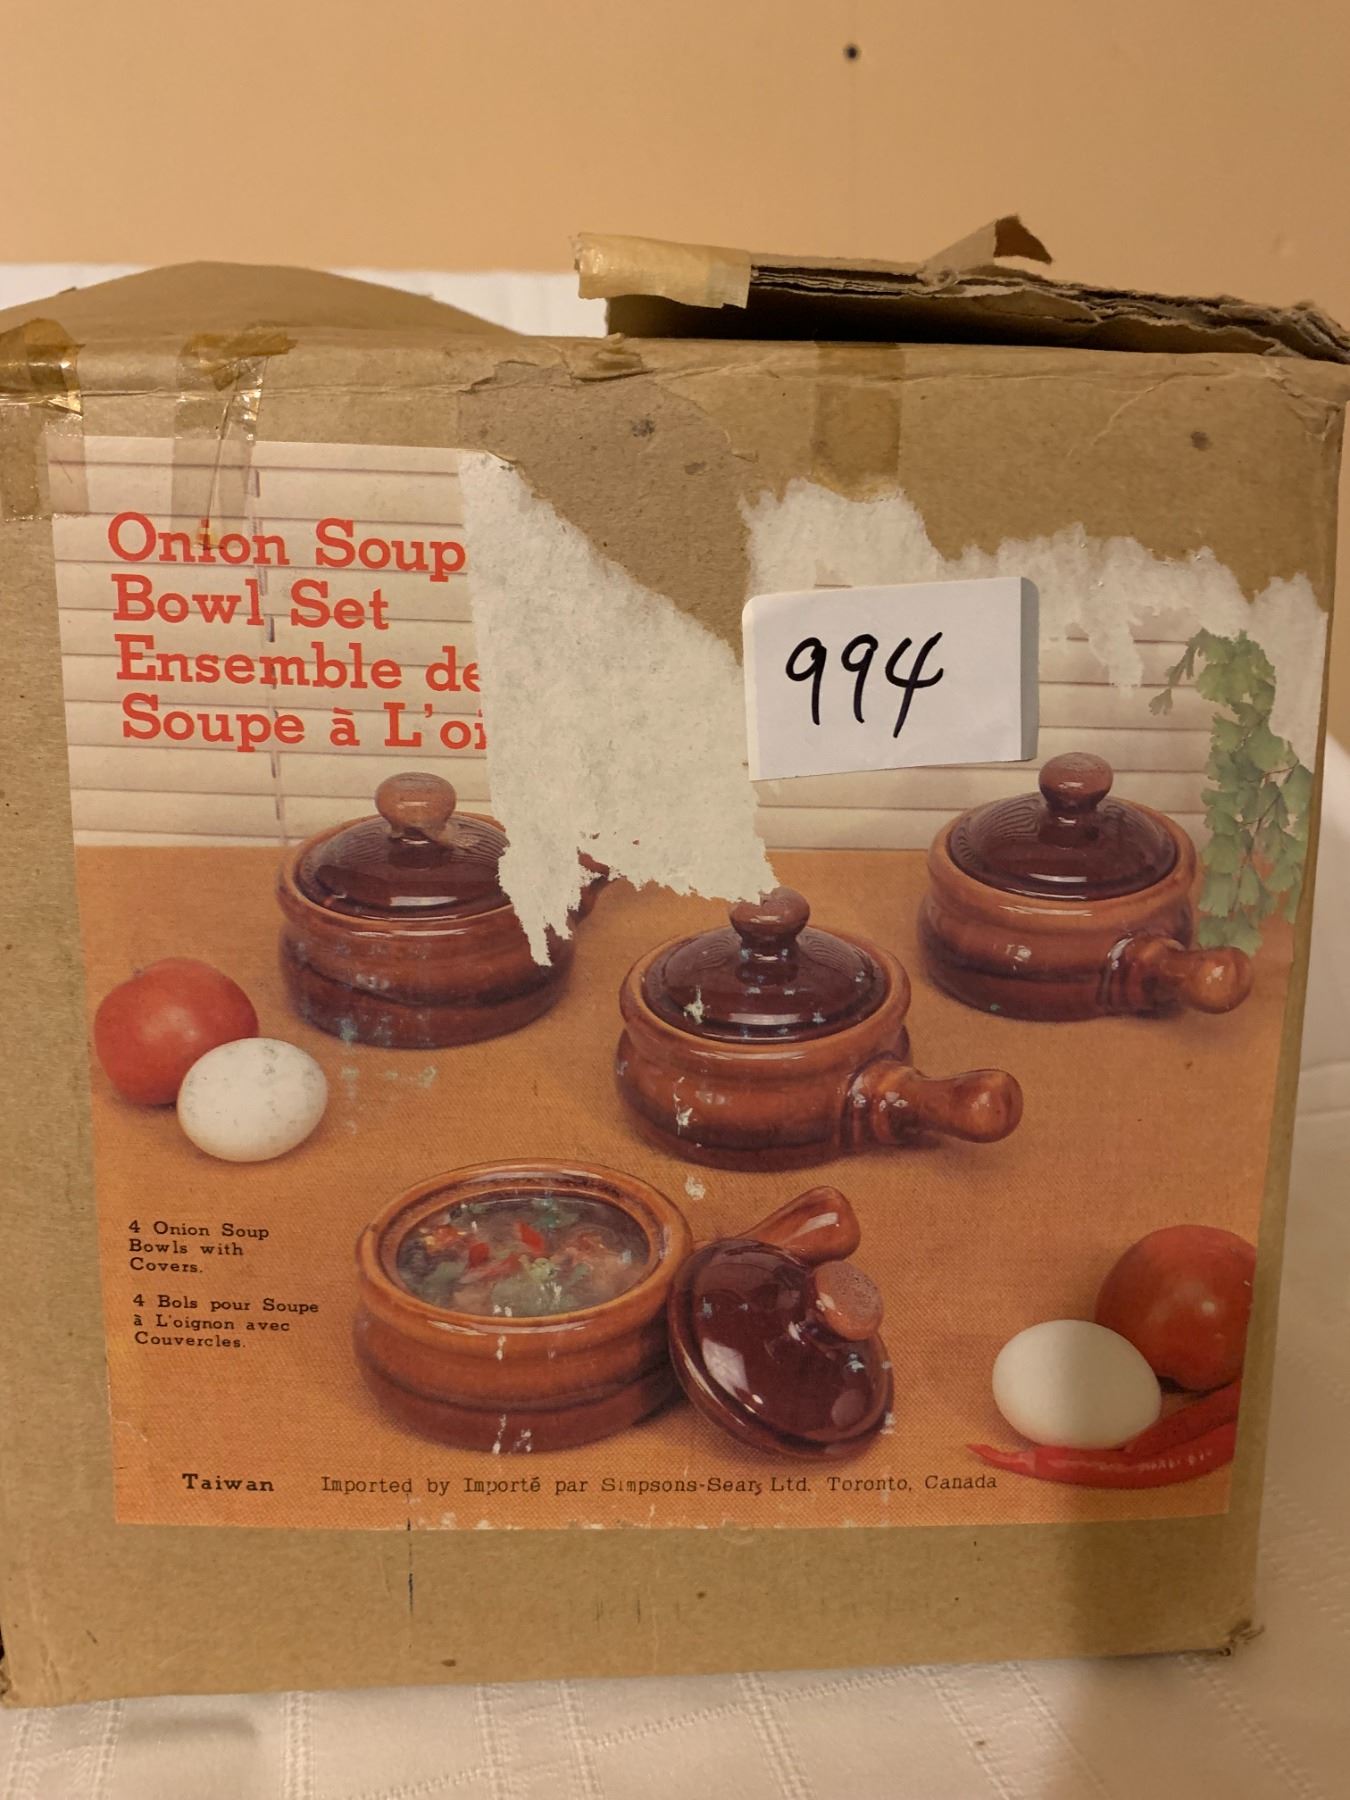 Onion Soup
Bowl Set
Ensemble de
Soupe à L'oi
994
4 Onion Soup
Bowls with
Covers.
4 Bols pour Soupe
à L'oignon avec
Couvercles.
Taiwan Imported by Importé par Simpsons-Sears Ltd. Toronto, Canada